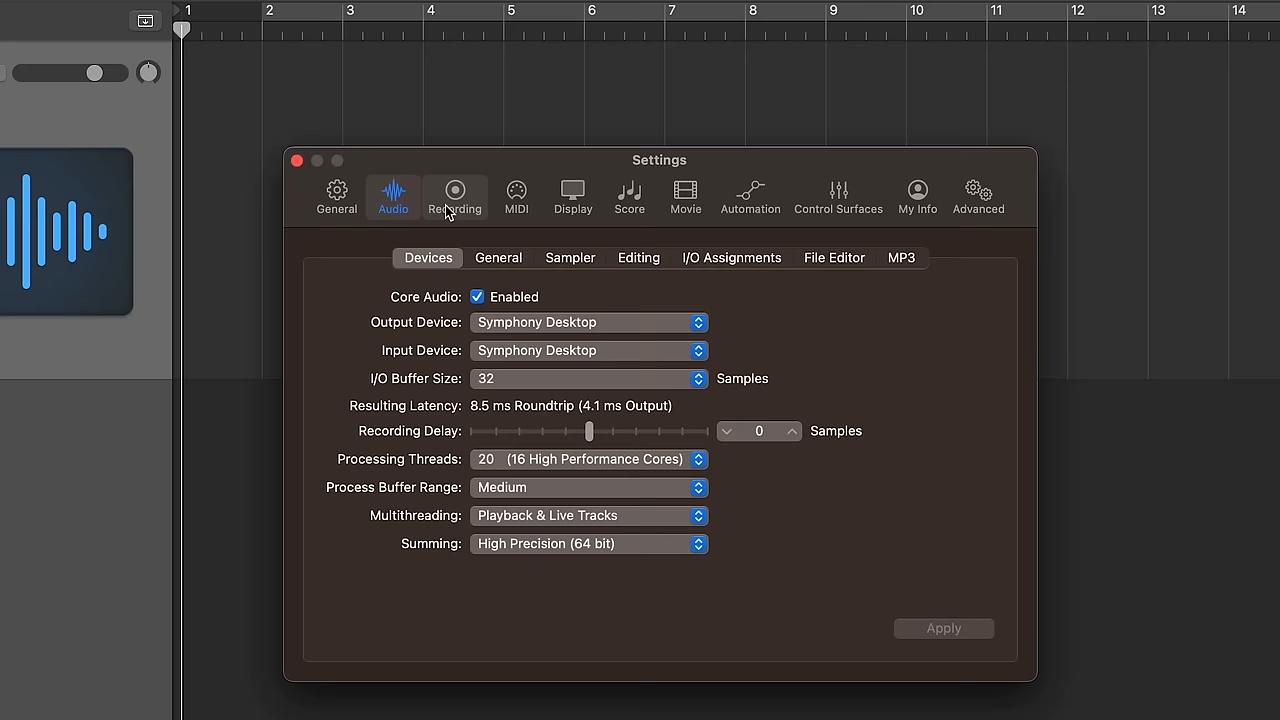 1 2 3 4 5 6 7 8 9 10 11 12 13 14
Settings
General Audio Recording MIDI Display Score Movie Automation Control Surfaces My Info Advanced
Devices General Sampler Editing I/O Assignments File Editor MP3
Core Audio: Enabled
Output Device: Symphony Desktop
Input Device: Symphony Desktop
I/O Buffer Size: 32 Samples
Resulting Latency: 8.5 ms Roundtrip (4.1 ms Output)
Recording Delay: 0 Samples
Processing Threads: 20 (16 High Performance Cores)
Process Buffer Range: Medium
Multithreading: Playback & Live Tracks
Summing: High Precision (64 bit)
Apply